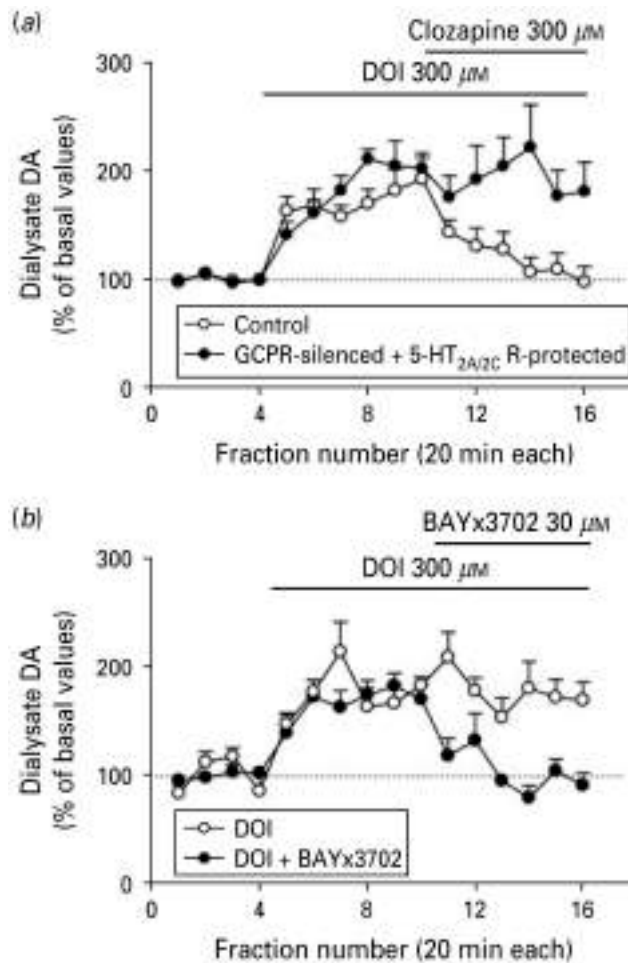 (a)
Clozapine 300 μM
DOI 300 μM
300
200
100
0
Dialysate DA
(% of basal values)
Control
GCPR-silenced + 5-HT2A/2C R-protected
0 4 8 12 16
Fraction number (20 min each)
(b)
BAYx3702 30 μM
DOI 300 μM
300
200
100
00
Dialysate DA
(% of basal values)
DOI
DOI + BAYx3702
0 4 8 12 16
Fraction number (20 min each)